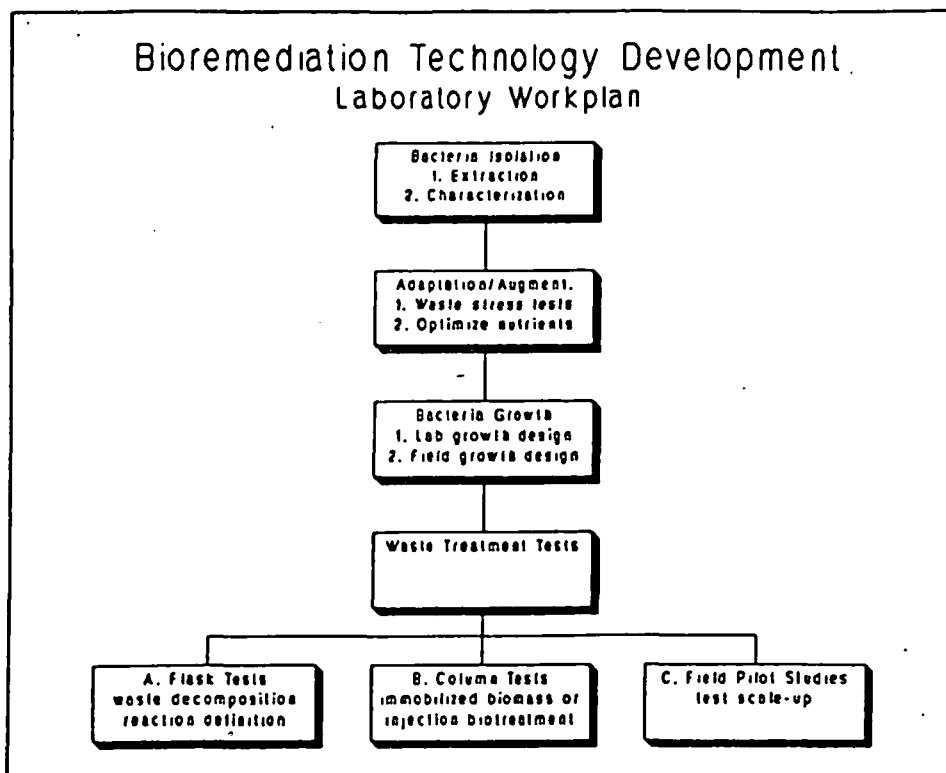 Bioremediation Technology Development
Laboratory Workplan
Bacteria Isolation
1. Extraction
2. Characterization
Adaptation/Augment.
1. Waste stress tests
2. Optimize nutrients
Bacteria Growth
1. Lab growth design
2. Field growth design
Waste Treatment Tests
A. Flask Tests
waste decomposition
reaction definition
B. Column Tests
immobilized biomass or
injection biotreatment
C. Field Pilot Studies
test scale-up